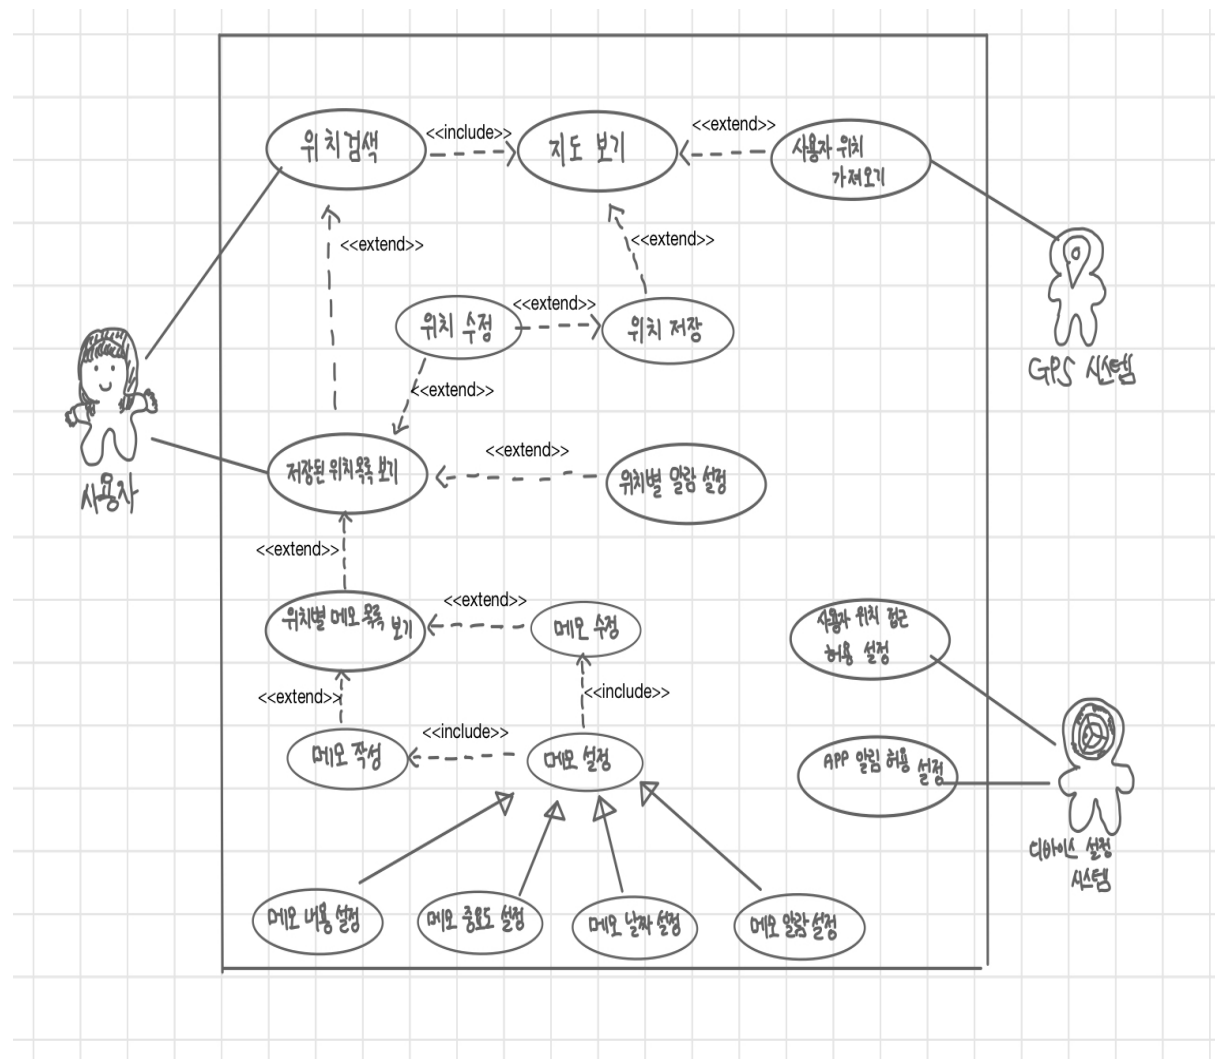 위치검색
<<include>>
지도 보기
<<extend>>
사용자 위치
가져오기
<<extend>>
<<extend>>
위치 수정
<<extend>>
위치 저장
GPS 시스템
<<extend>>
사용자
저장된 위치목록 보기
<<extend>>
위치별 알람 설정
<<extend>>
위치별 메모 목록 보기
<<extend>>
메모 수정
사용자 위치 접근
허용 설정
<<extend>>
<<include>>
메모 작성
<<include>>
메모 설정
APP 알림 허용 설정
디바이스 설정
시스템
메모 내용 설정
메모 중요도 설정
메모 날짜 설정
메모 알람 설정